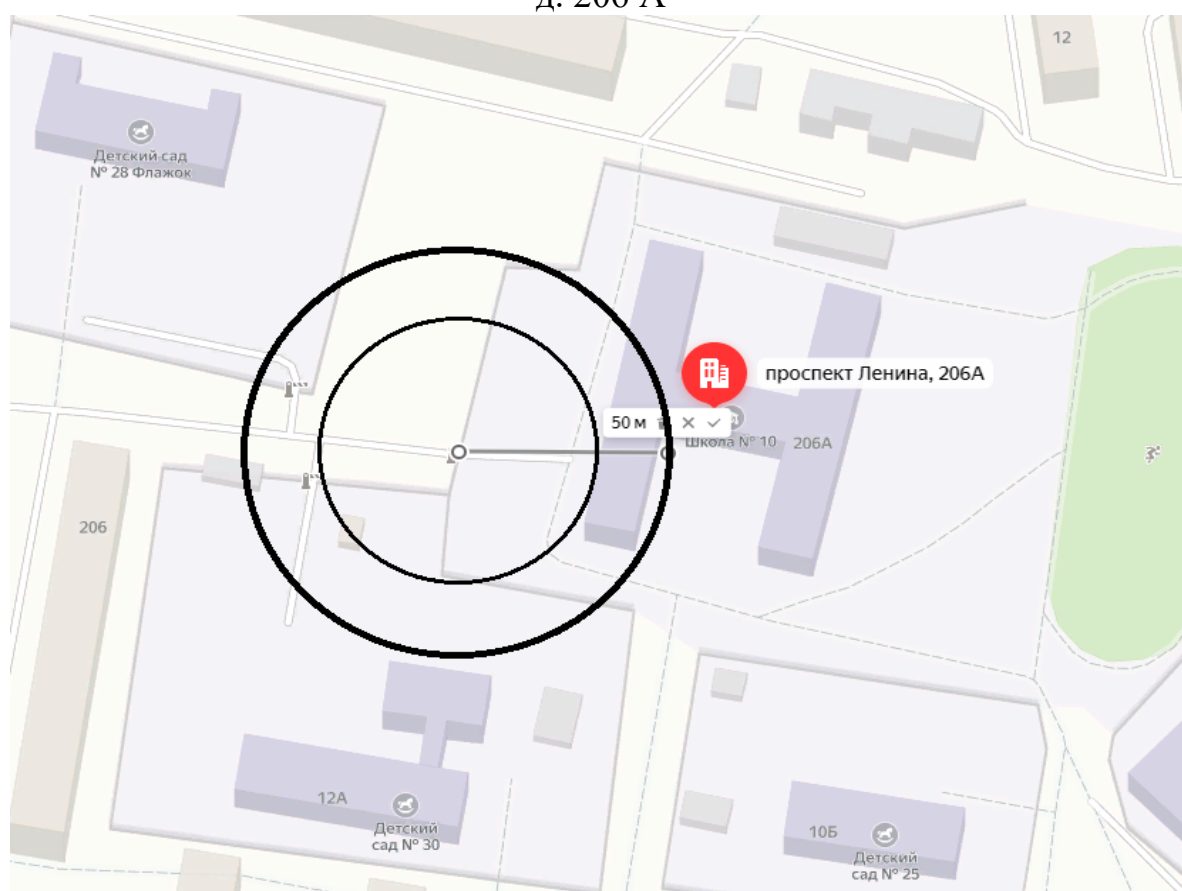 д. 206 А
12
Детский сад
№ 28 Флажок
проспект Ленина, 206А
50 м
Школа № 10
206А
206
12А
Детский
сад № 30
10Б
Детский
сад № 25